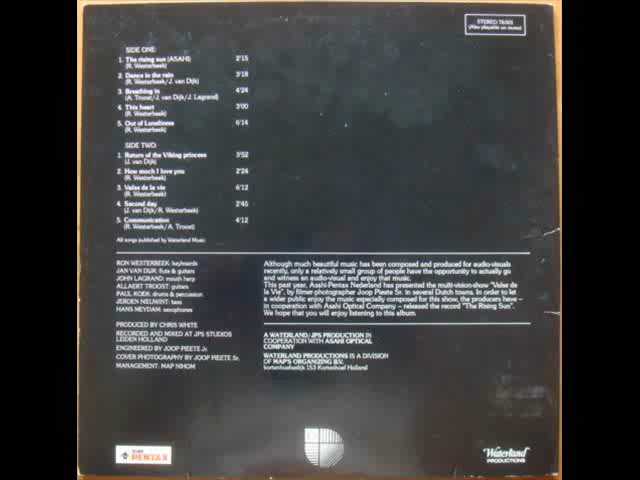 STEREO 76001
(Also playable on mono)
SIDE ONE:
1. The rising sun (ASAHI) 2'15
(R. Westerbeek)
2. Dance in the rain 3'18
(R. Westerbeek/J. van Dijk)
3. Breathing in 4'24
(A. Troost/J. van Dijk/J. Lagrand)
4. This heart 3'00
(R. Westerbeek)
5. Out of Loneliness 6'14
(R. Westerbeek)
SIDE TWO:
1. Return of the Viking princess 3'52
(J. van Dijk)
2. How much I love you 2'24
(R. Westerbeek)
3. Valse de la vie 6'12
(R. Westerbeek)
4. Second day 2'45
(J. van Dijk/R. Westerbeek)
5. Communication 4'12
(R. Westerbeek/A. Troost)
All songs published by Waterland Music
RON WESTERBEEK: keyboards
JAN VAN DIJK: flute & guitars
JOHN LAGRAND: mouth harp
ALLAERT TROOST: guitars
PAUL KOEK: drums & percussion
JEROEN NIEUWINT: bass
HANS MEYDAM: saxophones
PRODUCED BY CHRIS WHITE
RECORDED AND MIXED AT JPS STUDIOS
LEIDEN HOLLAND
ENGINEERED BY JOOP PIEETE Jr.
COVER PHOTOGRAPHY BY JOOP PIEETE Sr.
MANAGEMENT: MAP NIHOM
Although much beautiful music has been composed and produced for audio-visuals
recently, only a relatively small group of people have the opportunity to actually go
and witness an audio-visual and enjoy that music.
This past year, Asahi-Pentax Nederland has presented the multi-vision-show "Valse de
la Vie", by filmer-photographer Joop Pieete Sr. in several Dutch towns. In order to let
a wider public enjoy the music especially composed for this show, the producers have –
in cooperation with Asahi Optical Company – released the record "The Rising Sun".
We hope that you will enjoy listening to this album.
A WATERLAND/JPS PRODUCTION IN
COOPERATION WITH ASAHI OPTICAL
COMPANY
WATERLAND PRODUCTIONS IS A DIVISION
OF MAP'S ORGANIZING B.V.
kortenhoefsedijk 153 Kortenhoef Holland
PENTAX
Waterland
PRODUCTIONS